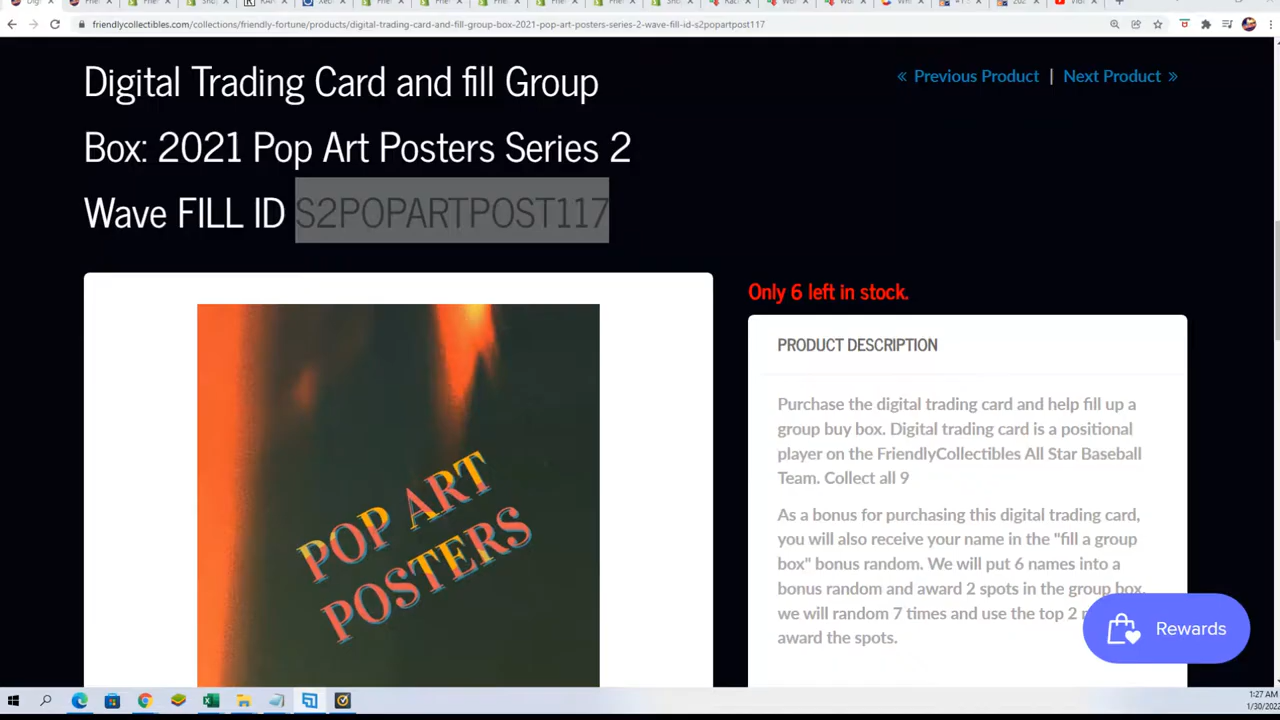 friendlycollectibles.com/collections/friendly-fortune/products/digital-trading-card-and-fill-group-box-2021-pop-art-posters-series-2-wave-fill-id-s2popartpost117
Digital Trading Card and fill Group
Box: 2021 Pop Art Posters Series 2
Wave FILL ID S2POPARTPOST117
« Previous Product | Next Product »
Only 6 left in stock.
POP ART
POSTERS
PRODUCT DESCRIPTION
Purchase the digital trading card and help fill up a
group buy box. Digital trading card is a positional
player on the FriendlyCollectibles All Star Baseball
Team. Collect all 9
As a bonus for purchasing this digital trading card,
you will also receive your name in the "fill a group
box" bonus random. We will put 6 names into a
bonus random and award 2 spots in the group box.
we will random 7 times and use the top 2
award the spots.
Rewards
1:27 AM
1/30/2022